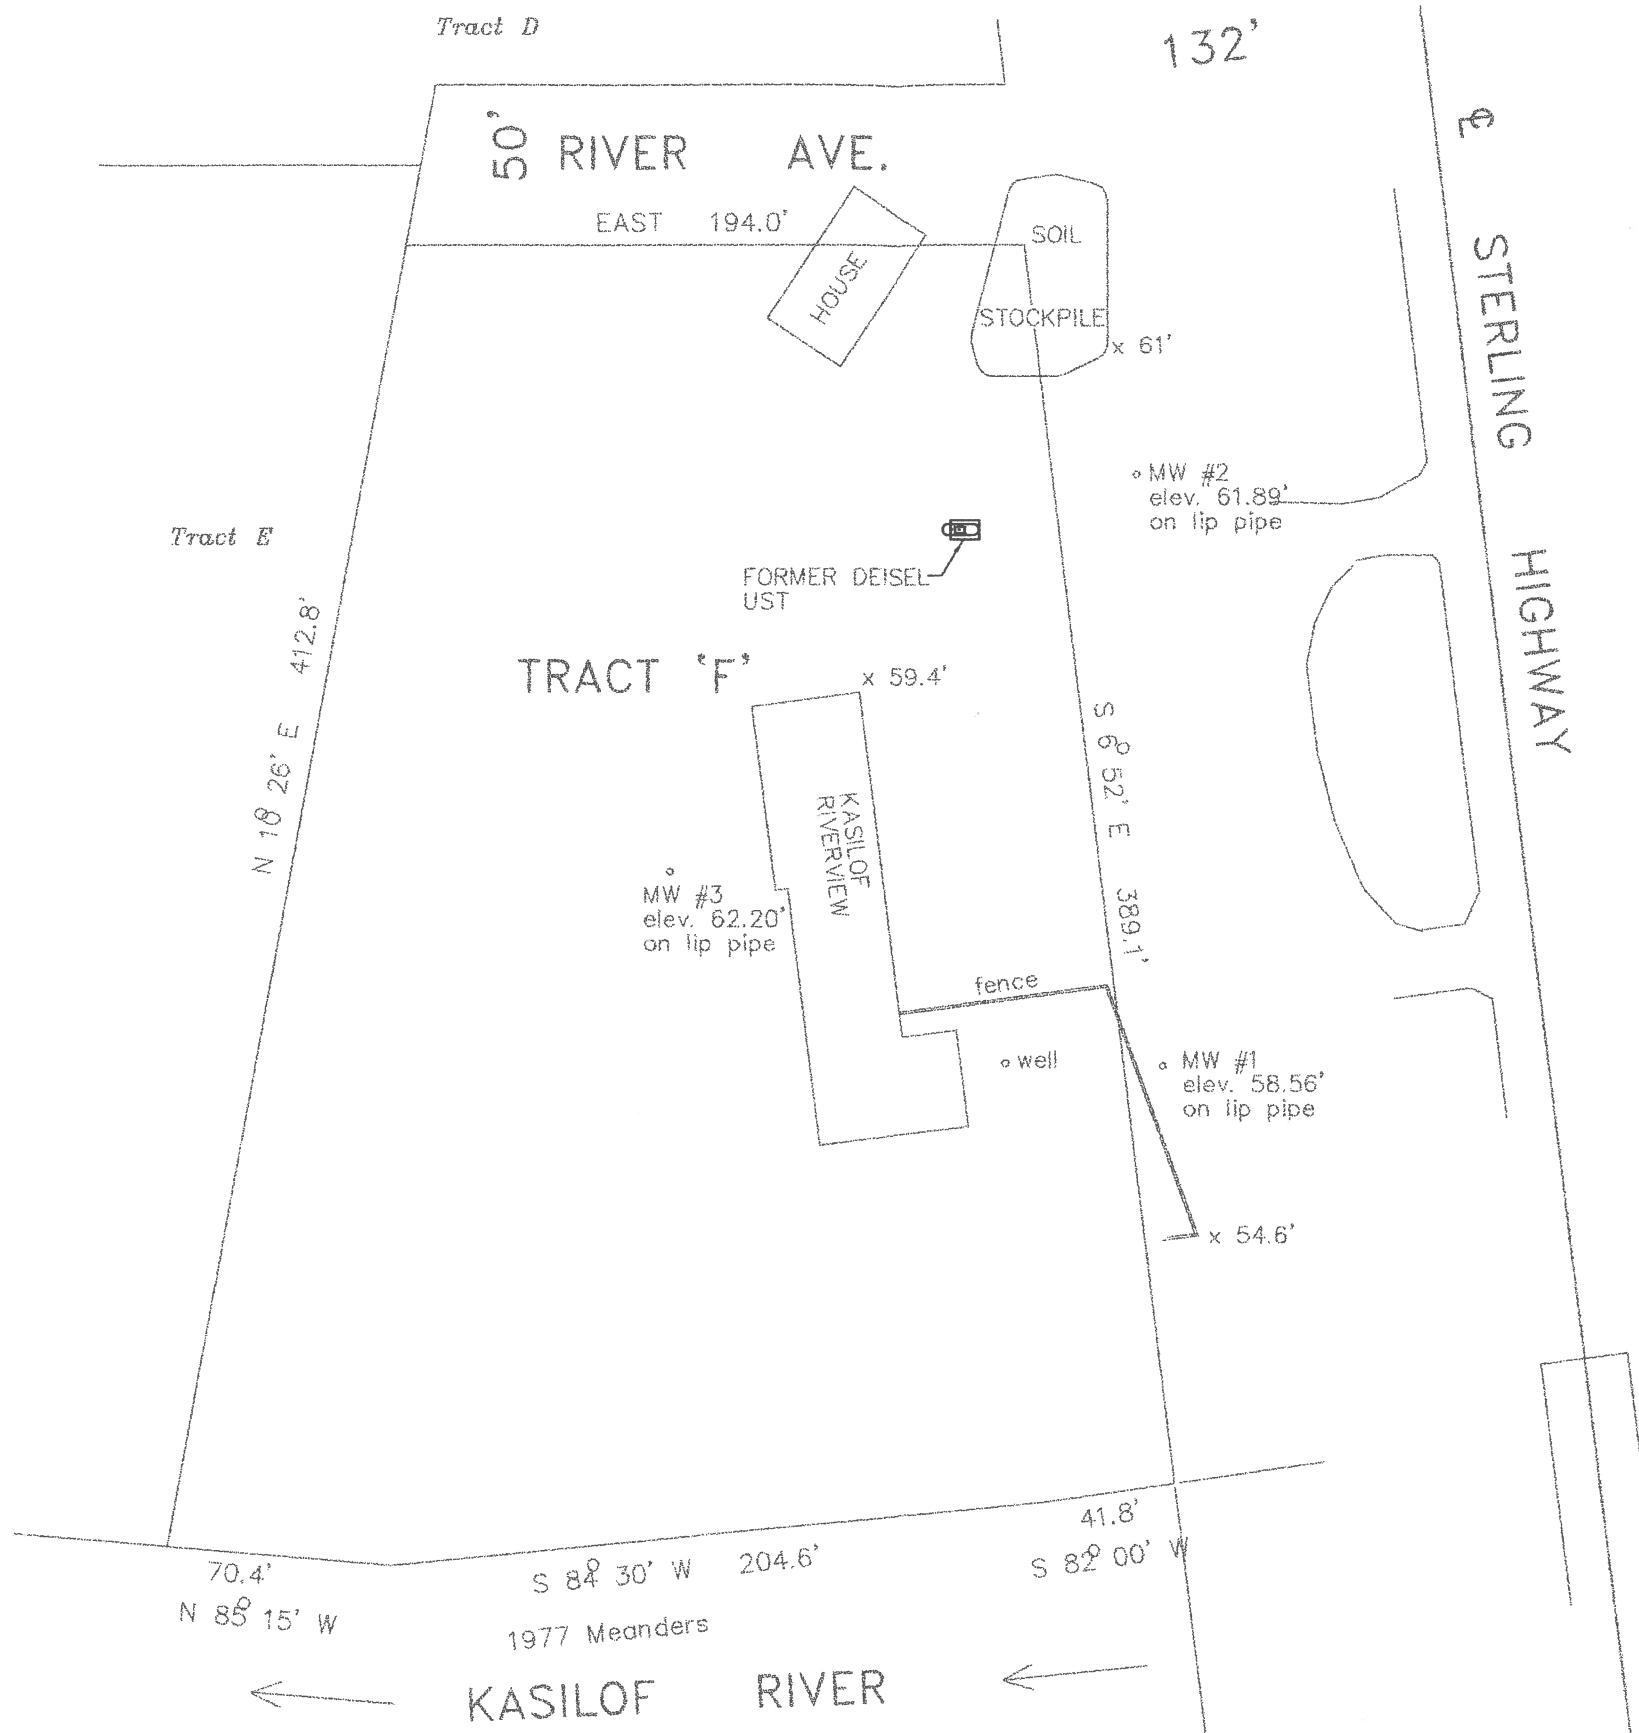 Tract D
132'
50'
RIVER AVE.
EAST 194.0'
HOUSE
SOIL
STOCKPILE
x 61'
℄ STERLING HIGHWAY
MW #2
elev. 61.89'
on lip pipe
Tract E
FORMER DEISEL
UST
N 10° 26' E 412.8'
TRACT 'F'
x 59.4'
S 6° 52' E 389.1'
KASILOF
RIVERVIEW
MW #3
elev. 62.20'
on lip pipe
fence
well
MW #1
elev. 58.56'
on lip pipe
x 54.6'
41.8'
S 82° 00' W
70.4'
N 85° 15' W
S 84° 30' W 204.6'
1977 Meanders
KASILOF RIVER